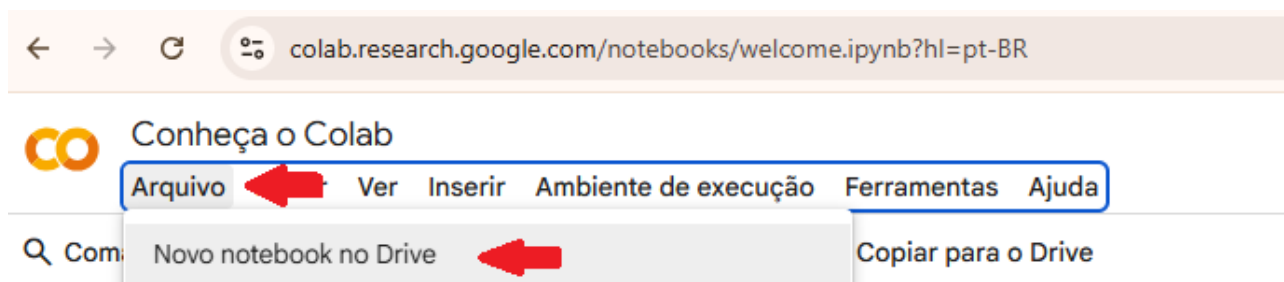 colab.research.google.com/notebooks/welcome.ipynb?hl=pt-BR
Conheça o Colab
Arquivo Ver Inserir Ambiente de execução Ferramentas Ajuda
Com Novo notebook no Drive Copiar para o Drive